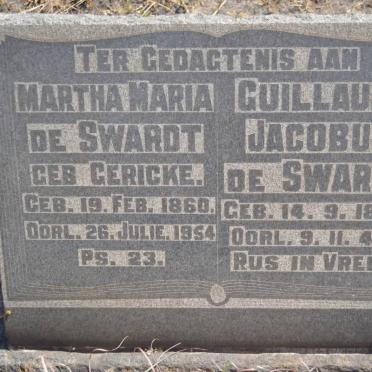 TER GEDAGTENIS AAN
MARTHA MARIA
DE SWARDT
GEB GERICKE.
GEB. 19. FEB. 1860.
OORL. 26. JULIE. 1954
PS. 23.
GUILLAU
JACOBU
DE SWAR
GEB. 14. 9. 18
OORL. 9. 11. 4
RUS IN VRE